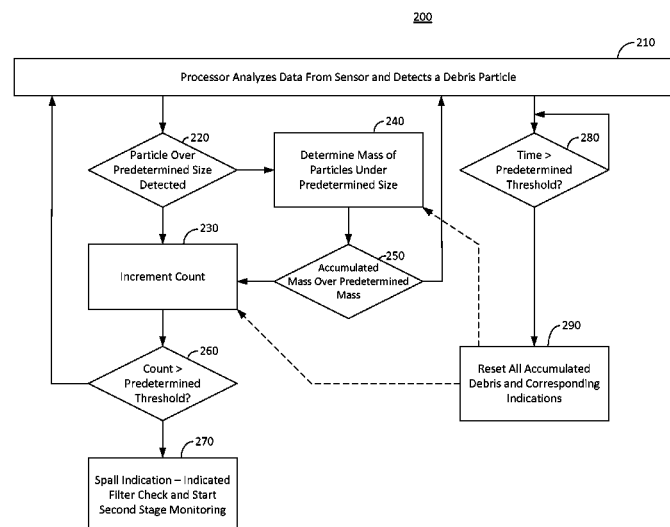 200
210
Processor Analyzes Data From Sensor and Detects a Debris Particle
220
Particle Over
Predetermined Size
Detected
240
Determine Mass of
Particles Under
Predetermined Size
280
Time >
Predetermined
Threshold?
230
Increment Count
250
Accumulated
Mass Over Predetermined
Mass
260
Count >
Predetermined
Threshold?
290
Reset All Accumulated
Debris and Corresponding
Indications
270
Spall Indication – Indicated
Filter Check and Start
Second Stage Monitoring